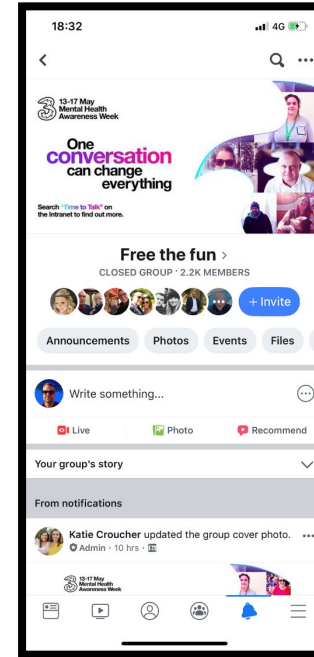 18:32
4G
13-17 May
Mental Health
Awareness Week
One
conversation
can change
everything
Search "Time to Talk" on
the Intranet to find out more.
Free the fun
CLOSED GROUP · 2.2K MEMBERS
+ Invite
Announcements Photos Events Files
Write something...
Live Photo Recommend
Your group's story
From notifications
Katie Croucher updated the group cover photo.
Admin · 10 hrs ·
13-17 May
Mental Health
Awareness Week